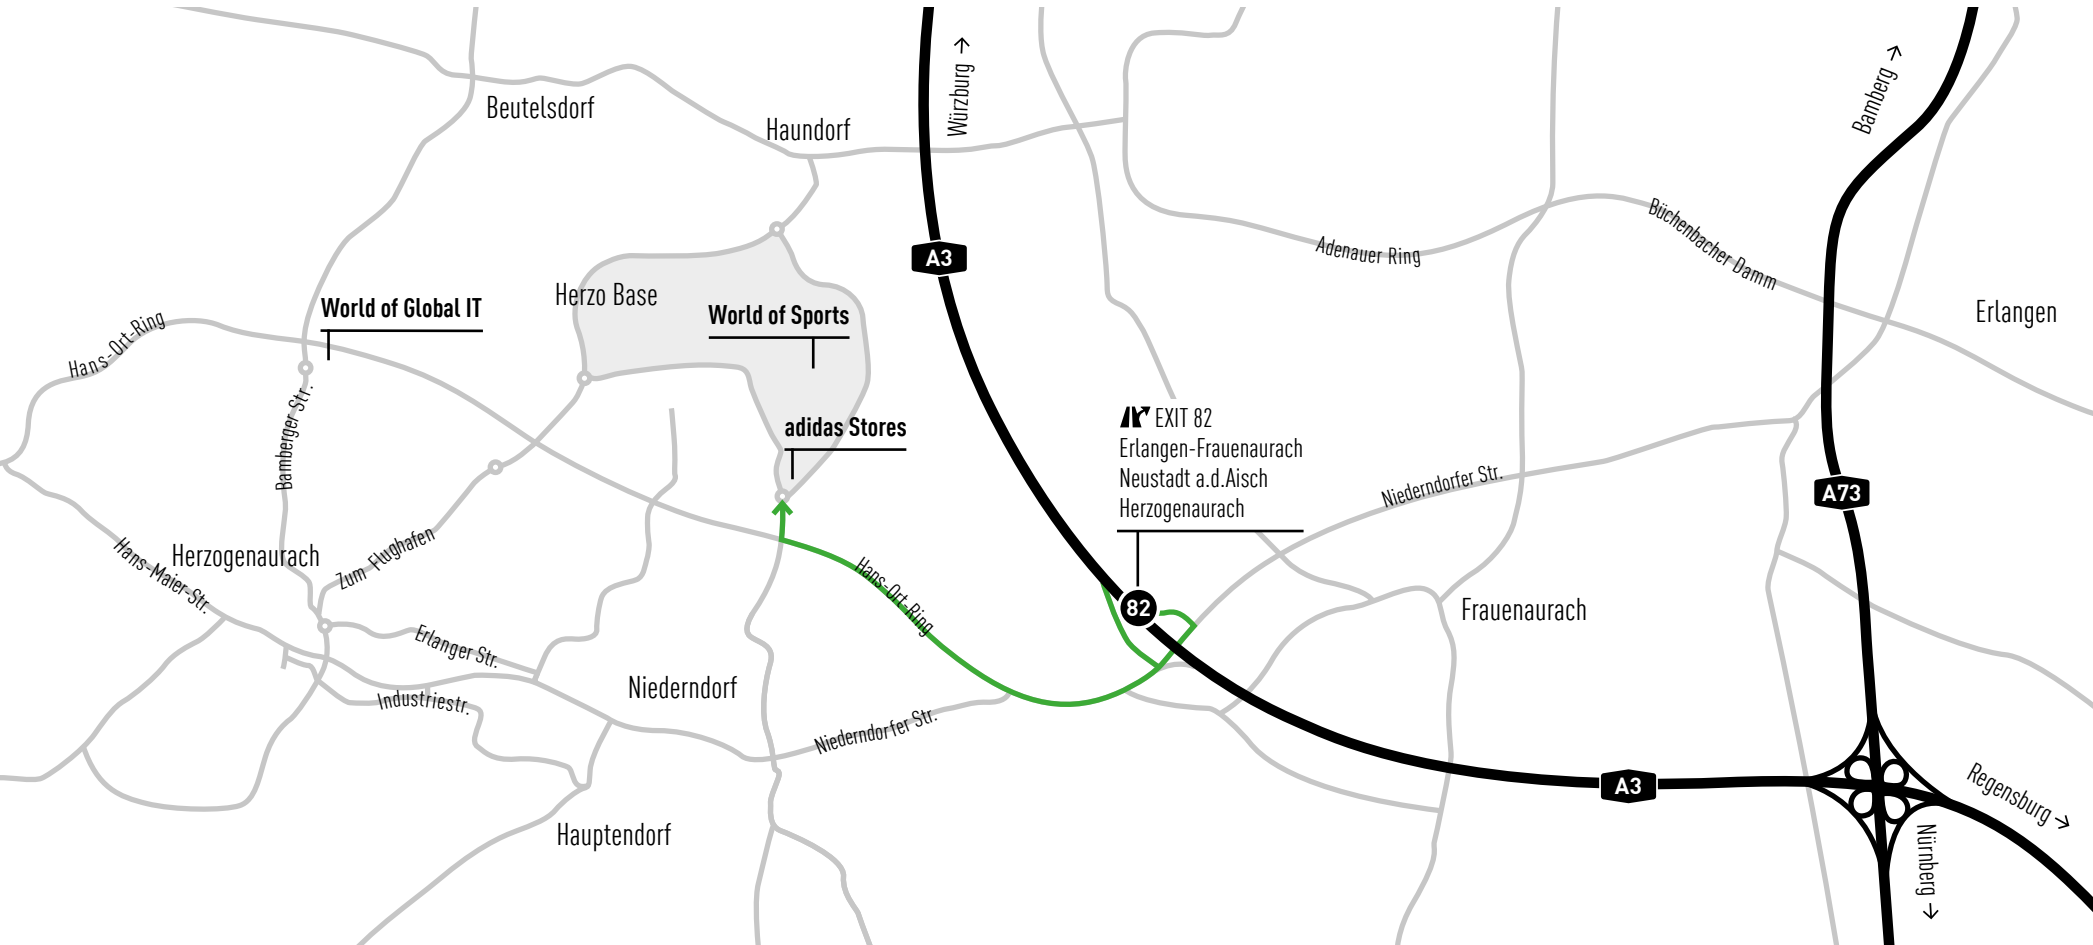 Würzburg →
Bamberg →
Beutelsdorf
Haundorf
Büchenbacher Damm
Adenauer Ring
A3
Herzo Base
World of Global IT
World of Sports
Erlangen
Hans-Ort-Ring
Bamberger Str.
adidas Stores
EXIT 82
Erlangen-Frauenaurach
Neustadt a.d.Aisch
Herzogenaurach
Niederndorfer Str.
A73
Herzogenaurach
Zum Flughafen
Hans-Maier-Str.
Hans-Ort-Ring
82
Frauenaurach
Erlanger Str.
Niederndorf
Industriestr.
Niederndorfer Str.
A3
Regensburg →
Hauptendorf
Nürnberg →